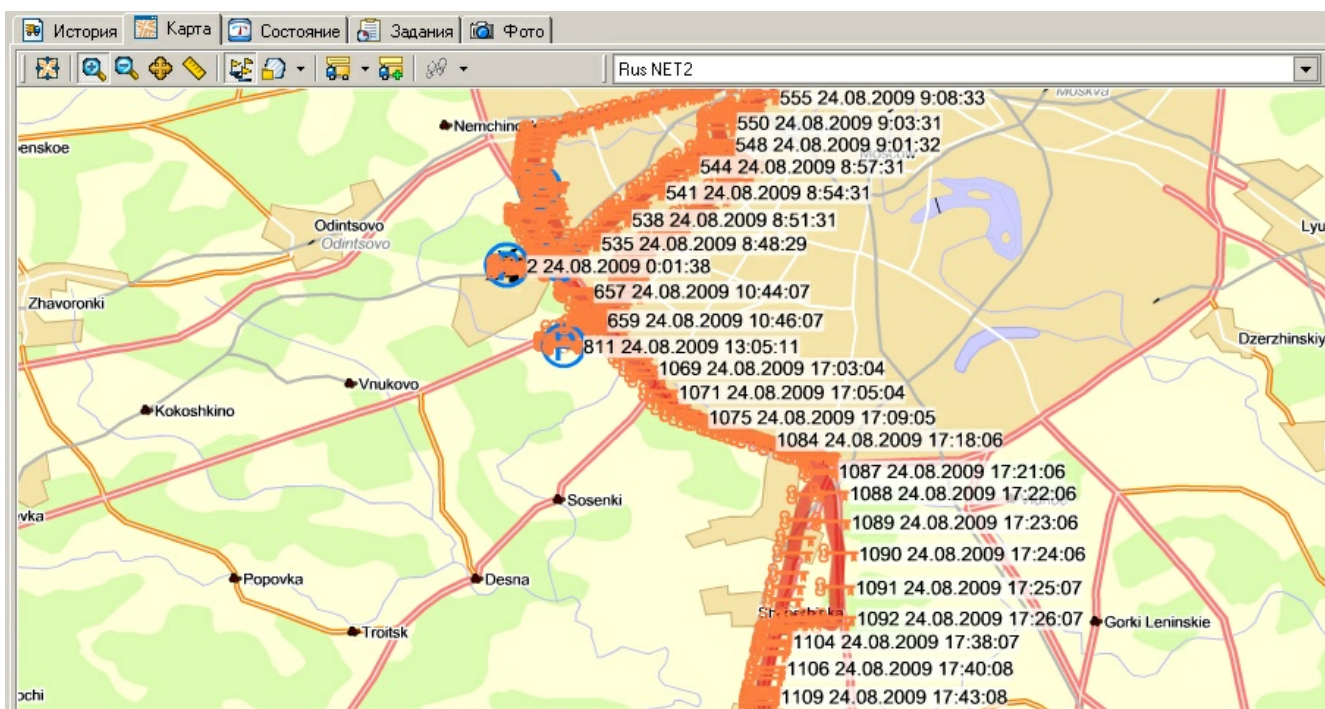 История Карта Состояние Задания Фото
Rus NET2
555 24.08.2009 9:08:33
Moskva
550 24.08.2009 9:03:31
548 24.08.2009 9:01:32
Moscow
544 24.08.2009 8:57:31
541 24.08.2009 8:54:31
538 24.08.2009 8:51:31
535 24.08.2009 8:48:29
2 24.08.2009 0:01:38
657 24.08.2009 10:44:07
659 24.08.2009 10:46:07
811 24.08.2009 13:05:11
1069 24.08.2009 17:03:04
1071 24.08.2009 17:05:04
1075 24.08.2009 17:09:05
1084 24.08.2009 17:18:06
1087 24.08.2009 17:21:06
1088 24.08.2009 17:22:06
1089 24.08.2009 17:23:06
1090 24.08.2009 17:24:06
1091 24.08.2009 17:25:07
1092 24.08.2009 17:26:07
1104 24.08.2009 17:38:07
1106 24.08.2009 17:40:08
1109 24.08.2009 17:43:08
Nemchino
enskoe
Odintsovo
Odintsovo
Lyu
Zhavoronki
Dzerzhinskiy
Vnukovo
Kokoshkino
Sosenki
vka
Popovka
Desna
Troitsk
Gorki Leninskie
ochi